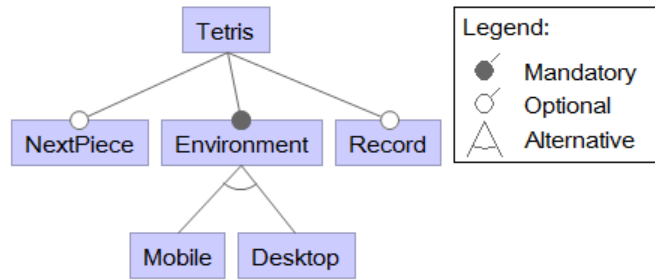 Tetris
Legend:
Mandatory
Optional
Alternative
NextPiece
Environment
Record
Mobile
Desktop